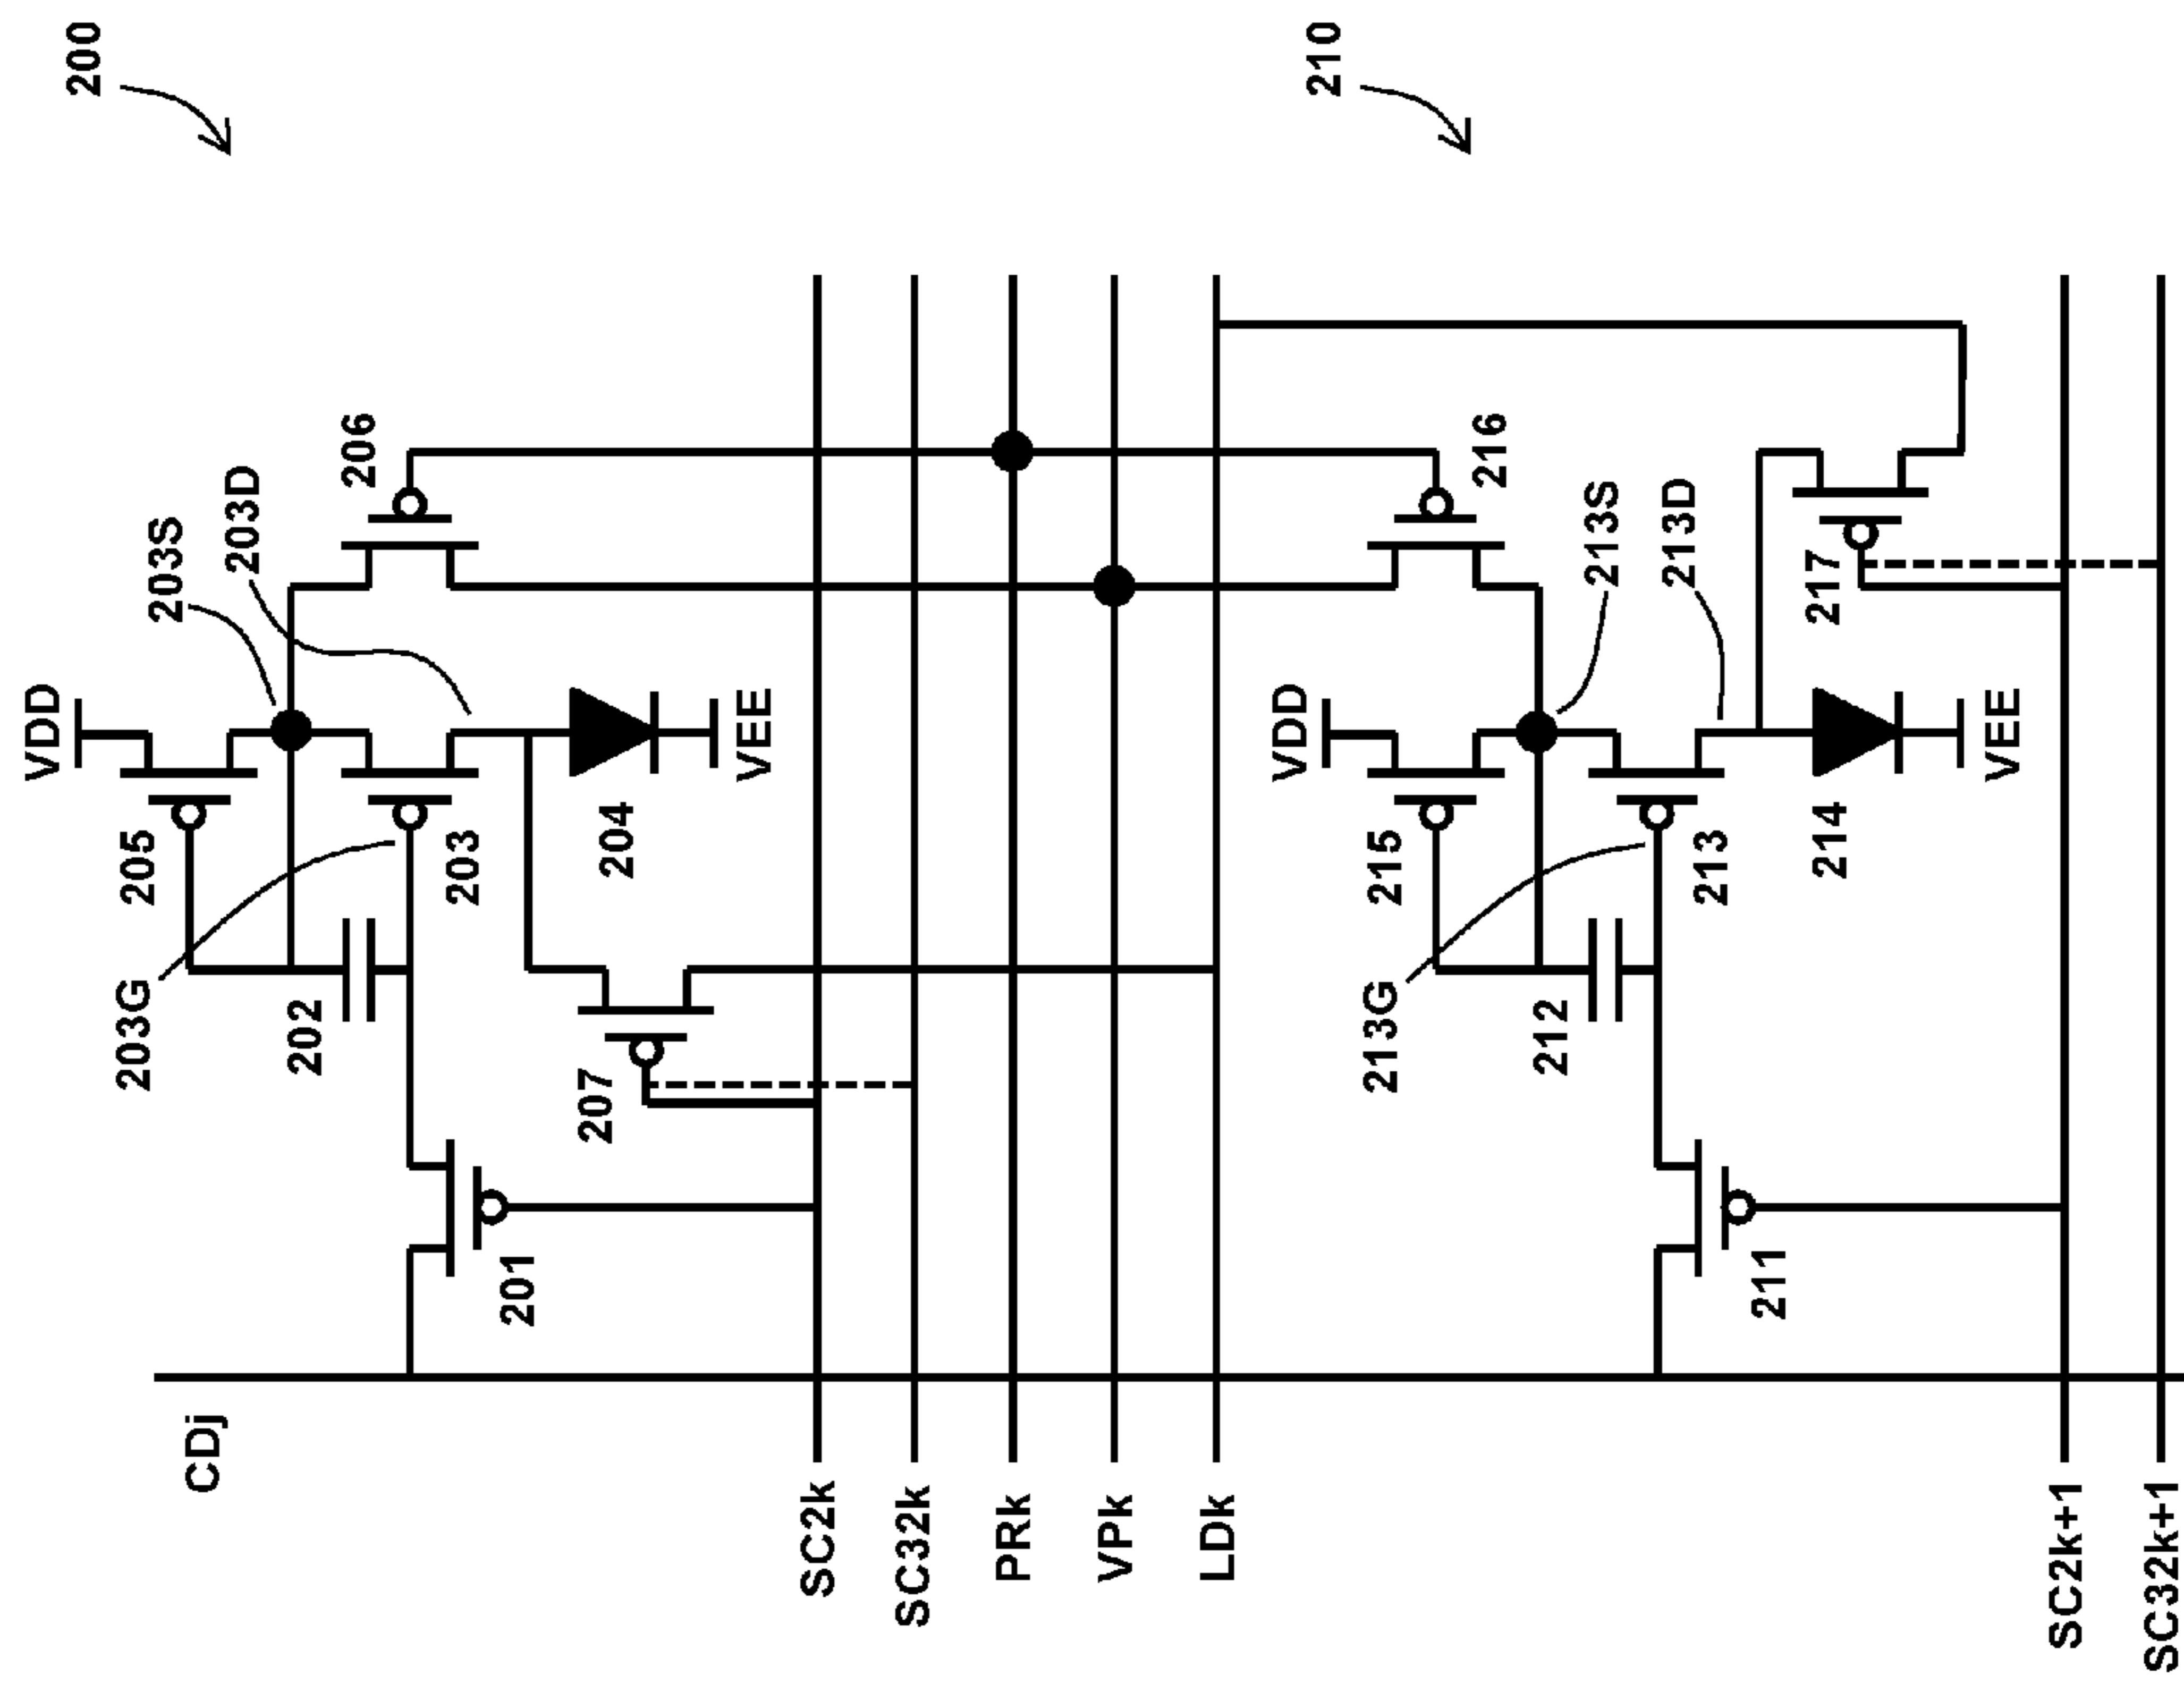 200
VDD
203S
203D
206
205
203
203G
202
204
VEE
207
201
CDj
SC2k
SC32k
PRk
VPk
LDk
210
VDD
216
213S
213D
215
213
213G
212
214
VEE
217
211
SC2k+1
SC32k+1